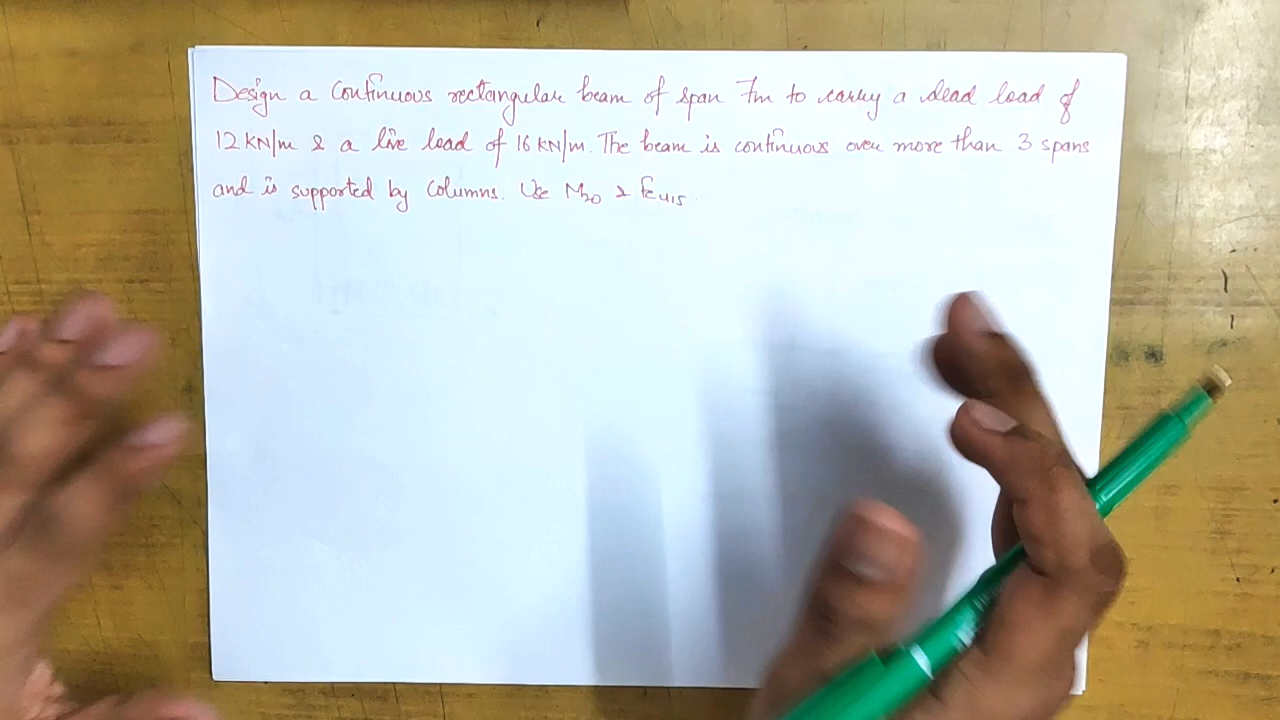 Design a continuous rectangular beam of span 7m to carry a dead load of
12 KN/m & a live load of 16 KN/m. The beam is continuous over more than 3 spans
and is supported by columns. Use M20 & Fe415.